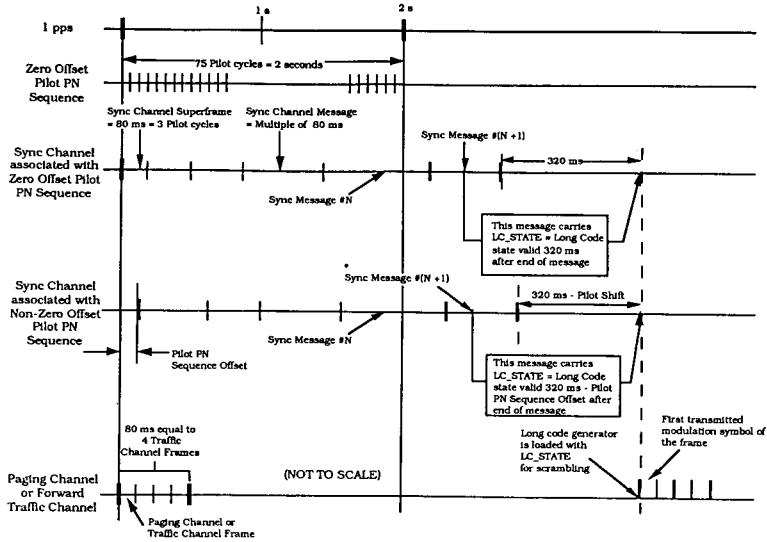 1 s
2 s
1 pps
75 Pilot cycles = 2 seconds
Zero Offset
Pilot PN
Sequence
Sync Channel Superframe
= 80 ms = 3 Pilot cycles
Sync Channel Message
= Multiple of 80 ms
Sync Message #(N + 1)
320 ms
Sync Channel
associated with
Zero Offset Pilot
PN Sequence
Sync Message #N
This message carries
LC_STATE = Long Code
state valid 320 ms
after end of message
Sync Message #(N +1)
Sync Channel
associated with
Non-Zero Offset
Pilot PN
Sequence
320 ms - Pilot Shift
Sync Message #N
Pilot PN
Sequence Offset
This message carries
LC_STATE = Long Code
state valid 320 ms - Pilot
PN Sequence Offset after
end of message
80 ms equal to
4 Traffic
Channel Frames
First transmitted
modulation symbol of
the frame
Long code generator
is loaded with
LC_STATE
for scrambling
(NOT TO SCALE)
Paging Channel
or Forward
Traffic Channel
Paging Channel or
Traffic Channel Frame